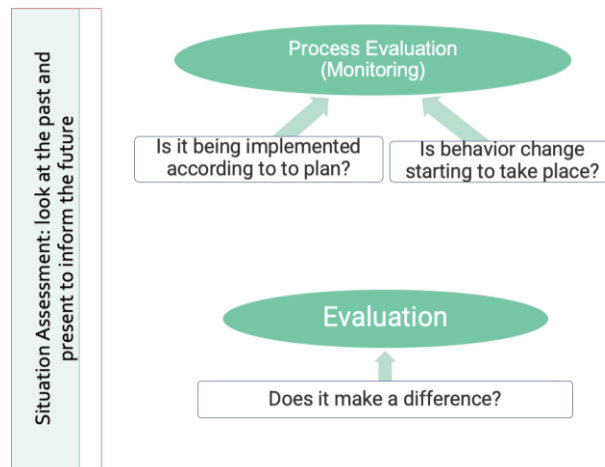 Situation Assessment: look at the past and
present to inform the future
Process Evaluation
(Monitoring)
Is it being implemented
according to to plan?
Is behavior change
starting to take place?
Evaluation
Does it make a difference?